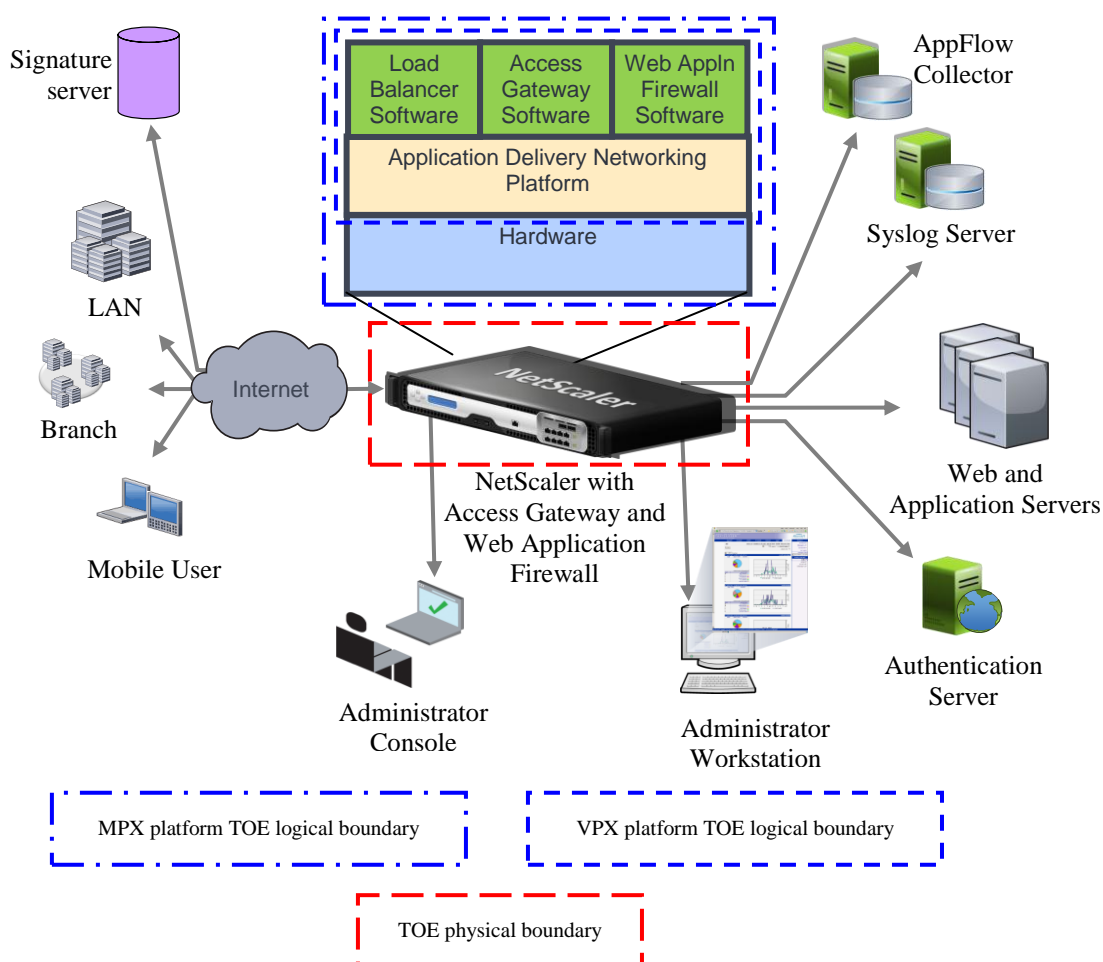 Signature
server
Load
Balancer
Software
Access
Gateway
Software
Web Appln
Firewall
Software
Application Delivery Networking
Platform
Hardware
AppFlow
Collector
Syslog Server
LAN
Internet
Branch
Mobile User
NetScaler
NetScaler with
Access Gateway and
Web Application
Firewall
Web and
Application Servers
Authentication
Server
Administrator
Console
Administrator
Workstation
MPX platform TOE logical boundary
VPX platform TOE logical boundary
TOE physical boundary